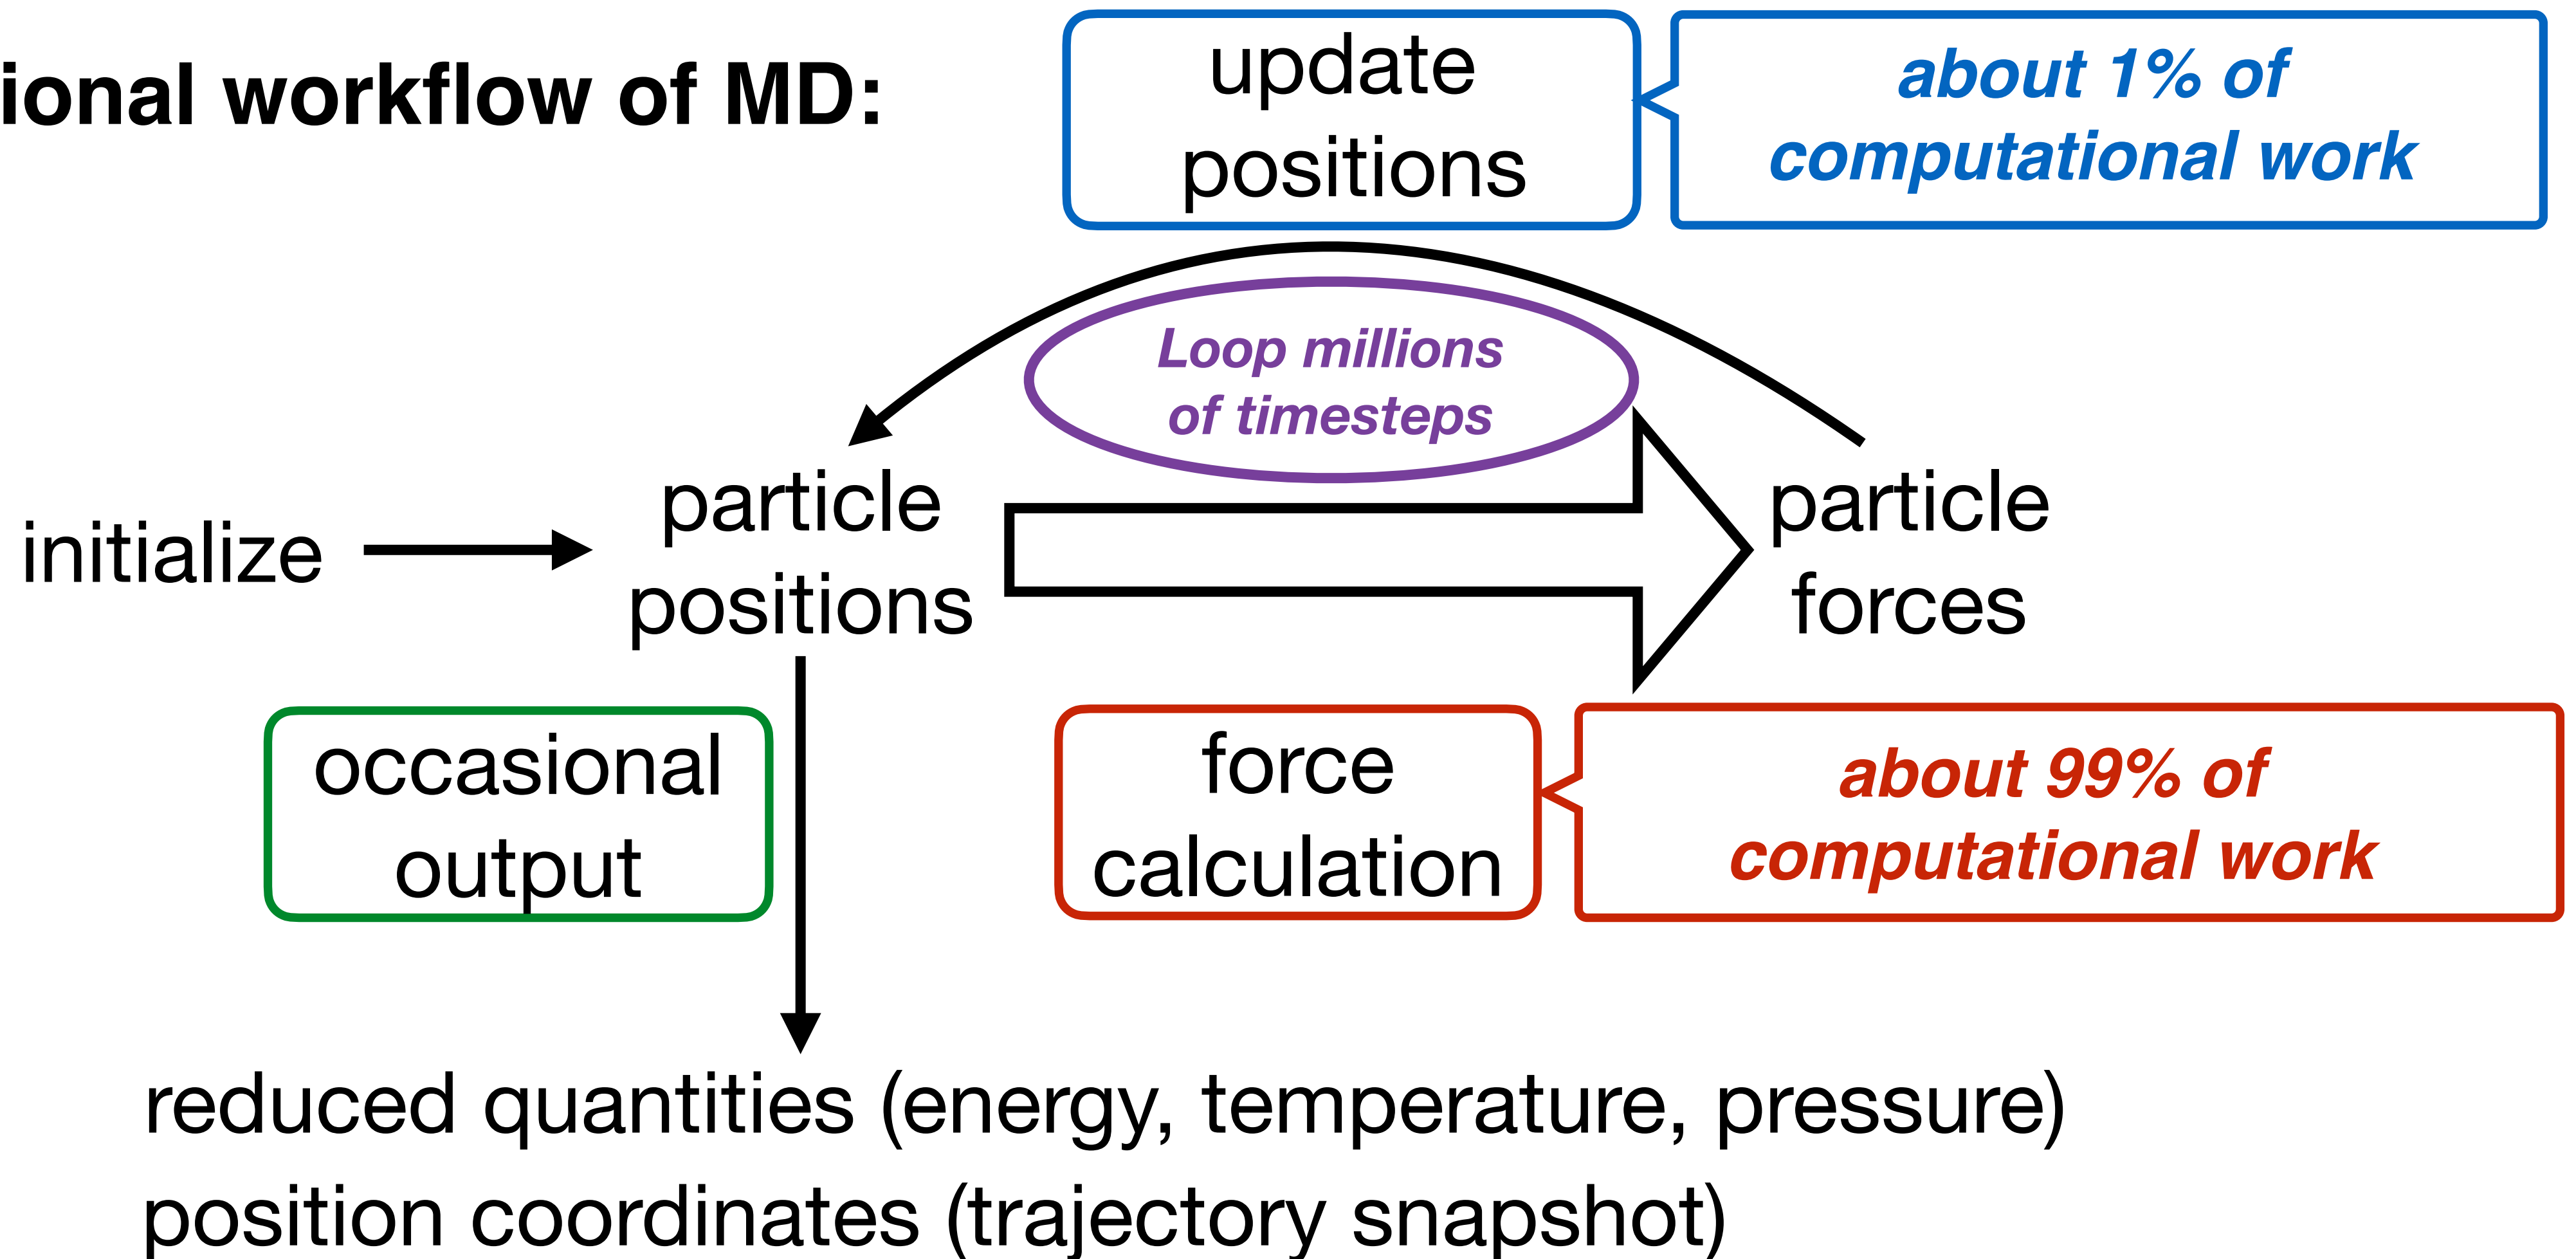 ional workflow of MD:
update
positions
about 1% of
computational work
Loop millions
of timesteps
initialize
particle
positions
particle
forces
occasional
output
force
calculation
about 99% of
computational work
reduced quantities (energy, temperature, pressure)
position coordinates (trajectory snapshot)